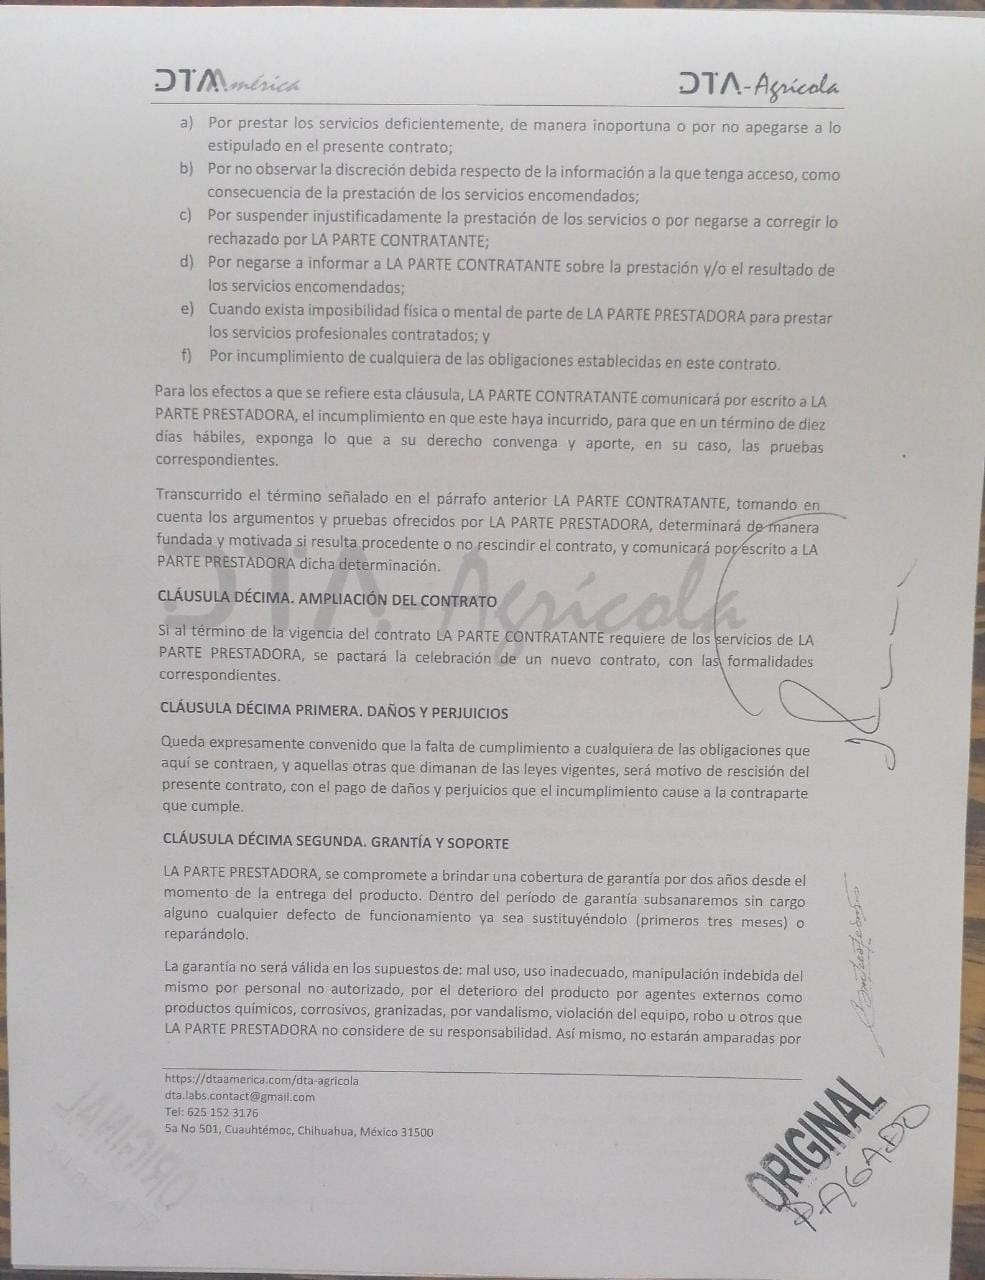 DTAmérica DTA-Agrícola
a) Por prestar los servicios deficientemente, de manera inoportuna o por no apegarse a lo
estipulado en el presente contrato;
b) Por no observar la discreción debida respecto de la información a la que tenga acceso, como
consecuencia de la prestación de los servicios encomendados;
c) Por suspender injustificadamente la prestación de los servicios o por negarse a corregir lo
rechazado por LA PARTE CONTRATANTE;
d) Por negarse a informar a LA PARTE CONTRATANTE sobre la prestación y/o el resultado de
los servicios encomendados;
e) Cuando exista imposibilidad física o mental de parte de LA PARTE PRESTADORA para prestar
los servicios profesionales contratados; y
f) Por incumplimiento de cualquiera de las obligaciones establecidas en este contrato.
Para los efectos a que se refiere esta cláusula, LA PARTE CONTRATANTE comunicará por escrito a LA
PARTE PRESTADORA, el incumplimiento en que este haya incurrido, para que en un término de diez
días hábiles, exponga lo que a su derecho convenga y aporte, en su caso, las pruebas
correspondientes.
Transcurrido el término señalado en el párrafo anterior LA PARTE CONTRATANTE, tomando en
cuenta los argumentos y pruebas ofrecidos por LA PARTE PRESTADORA, determinará de manera
fundada y motivada si resulta procedente o no rescindir el contrato, y comunicará por escrito a LA
PARTE PRESTADORA dicha determinación.
DTA-Agrícola
CLÁUSULA DÉCIMA. AMPLIACIÓN DEL CONTRATO
Si al término de la vigencia del contrato LA PARTE CONTRATANTE requiere de los servicios de LA
PARTE PRESTADORA, se pactará la celebración de un nuevo contrato, con las formalidades
correspondientes.
CLÁUSULA DÉCIMA PRIMERA. DAÑOS Y PERJUICIOS
Queda expresamente convenido que la falta de cumplimiento a cualquiera de las obligaciones que
aquí se contraen, y aquellas otras que dimanan de las leyes vigentes, será motivo de rescisión del
presente contrato, con el pago de daños y perjuicios que el incumplimiento cause a la contraparte
que cumple.
CLÁUSULA DÉCIMA SEGUNDA. GRANTÍA Y SOPORTE
LA PARTE PRESTADORA, se compromete a brindar una cobertura de garantía por dos años desde el
momento de la entrega del producto. Dentro del período de garantía subsanaremos sin cargo
alguno cualquier defecto de funcionamiento ya sea sustituyéndolo (primeros tres meses) o
reparándolo.
La garantía no será válida en los supuestos de: mal uso, uso inadecuado, manipulación indebida del
mismo por personal no autorizado, por el deterioro del producto por agentes externos como
productos químicos, corrosivos, granizadas, por vandalismo, violación del equipo, robo u otros que
LA PARTE PRESTADORA no considere de su responsabilidad. Así mismo, no estarán amparadas por
https://dtaamerica.com/dta-agricola
dta.labs.contact@gmail.com
Tel: 625 152 3176
5a No 501, Cuauhtémoc, Chihuahua, México 31500
ORIGINAL
PAGADO